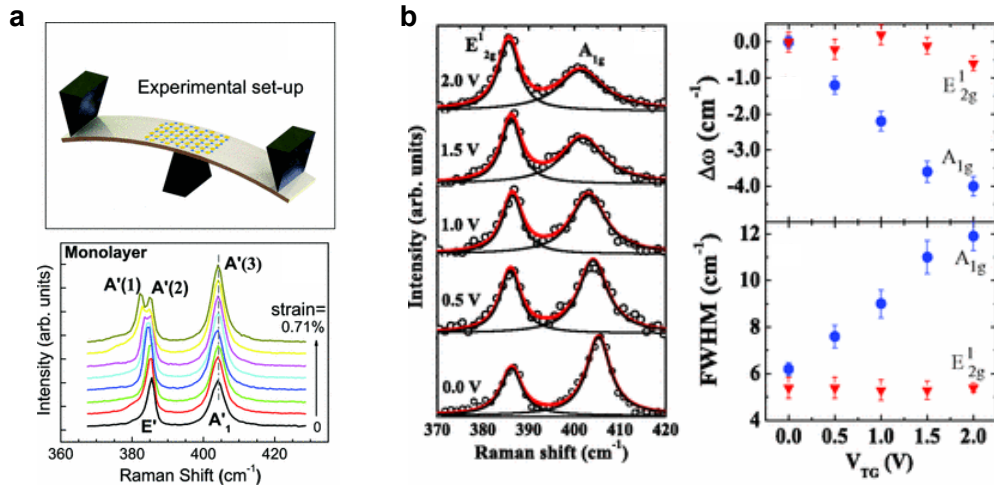 a
Experimental set-up
Monolayer
A'(3)
A'(1)
A'(2)
strain=
0.71%
0
E'
A'₁
Intensity (arb. units)
360 380 400 420
Raman Shift (cm⁻¹)
b
E¹₂g
A₁g
2.0 V
1.5 V
1.0 V
0.5 V
0.0 V
Intensity (arb. units)
370 380 390 400 410 420
Raman shift (cm⁻¹)
0.0
-1.0
-2.0
-3.0
-4.0
Δω (cm⁻¹)
E¹₂g
A₁g
12
10
8
6
4
FWHM (cm⁻¹)
A₁g
E¹₂g
0.0 0.5 1.0 1.5 2.0
V_TG (V)